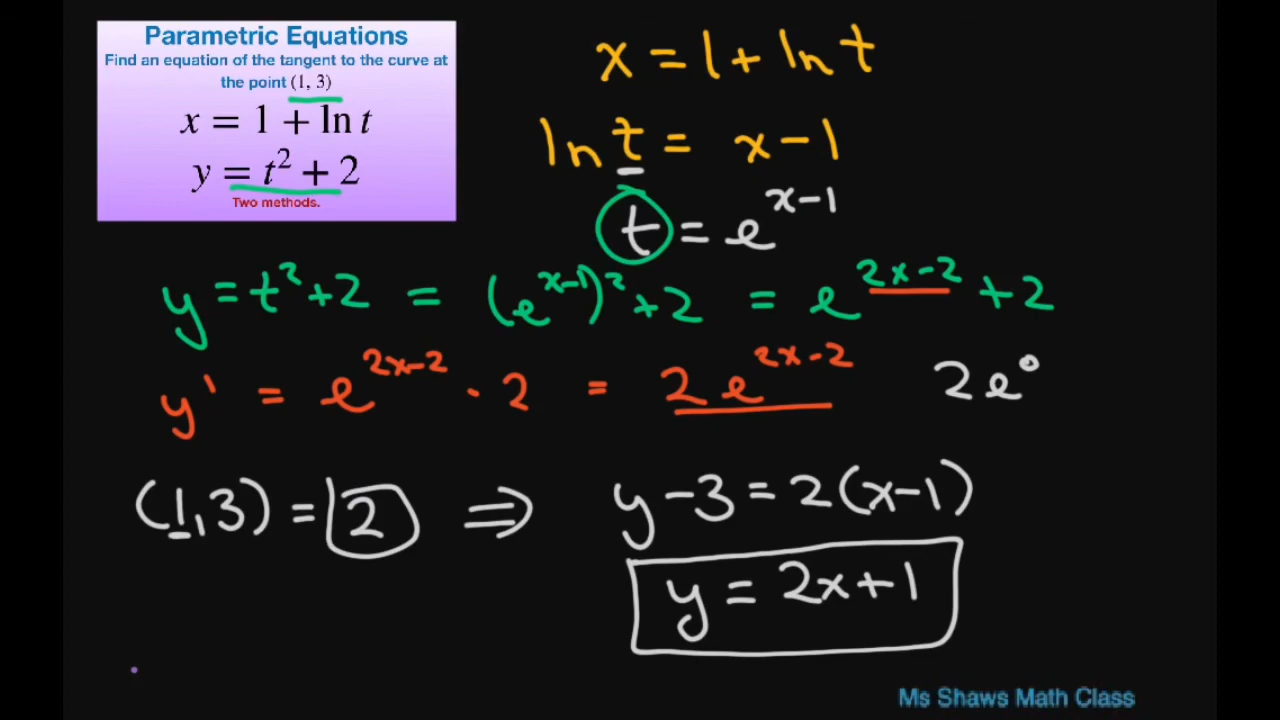 Parametric Equations
Find an equation of the tangent to the curve at
the point (1, 3)
x = 1 + ln t
y = t² + 2
Two methods.
x = 1 + ln t
ln t = x - 1
t = e^(x-1)
y = t² + 2 = (e^(x-1))² + 2 = e^(2x-2) + 2
y' = e^(2x-2) · 2 = 2e^(2x-2) 2e⁰
(1,3) = 2 ⇒ y - 3 = 2(x-1)
y = 2x + 1
Ms Shaws Math Class